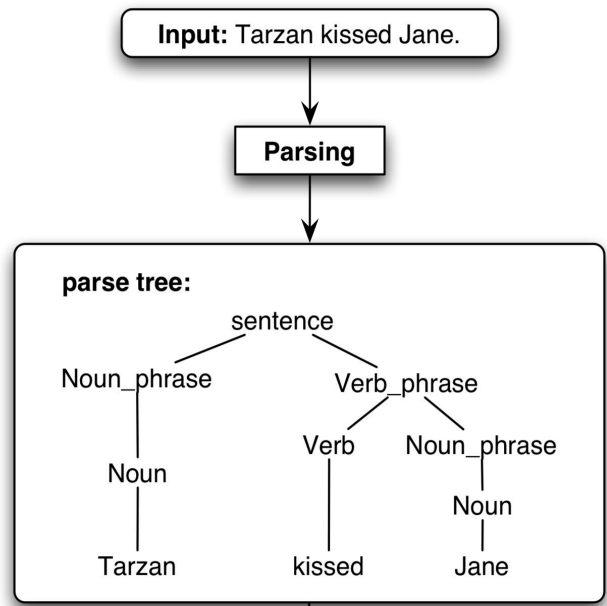 Input: Tarzan kissed Jane.
Parsing
parse tree:
sentence
Noun_phrase Verb_phrase
Verb Noun_phrase
Noun
Noun
Tarzan kissed Jane